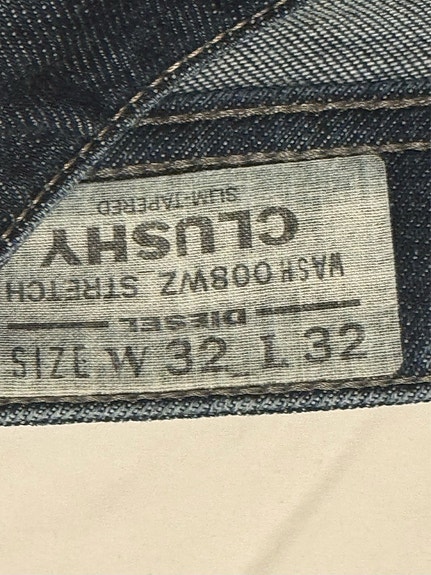 SLIM-TAPERED
CLUSHY
WASH 008WZ STRETCH
DIESEL
SIZE W 32 L 32